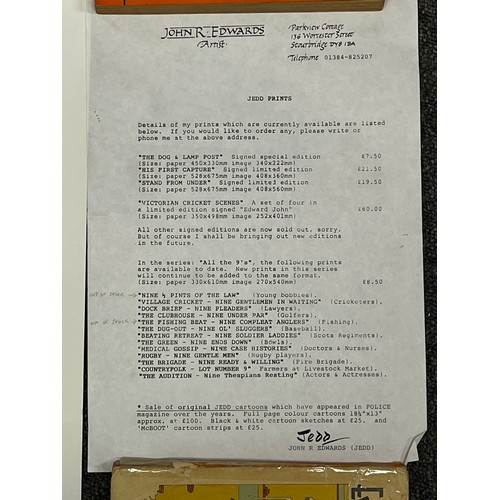 JOHN R. EDWARDS
Artist
Parkview Cottage
136 Worcester Street
Stourbridge DY8 1BA
Telephone 01384-825207
JEDD PRINTS
Details of my prints which are currently available are listed
below. If you would like to order any, please write or
phone me at the above address.
"THE DOG & LAMP POST" Signed special edition £7.50
(Size: paper 450x330mm image 340x222mm)
"HIS FIRST CAPTURE" Signed limited edition £21.50
(Size: paper 528x675mm image 408x360mm)
"STAND FROM UNDER" Signed limited edition £19.50
(Size: paper 528x675mm image 408x560mm)
"VICTORIAN CRICKET SCENES" A set of four in
a limited edition signed "Edward John" £60.00
(Size: paper 350x498mm image 252x401mm)
All other signed editions are now sold out, sorry.
But of course I shall be bringing out new editions
in the future.
In the series: "All the 9's", the following prints
are available to date. New prints in this series
will continue to be added to the same format.
(Size: paper 330x610mm image 270x540mm) £8.50
"NINE ½ PINTS OF THE LAW" (Young bobbies).
"VILLAGE CRICKET - NINE GENTLEMEN IN WAITING" (Cricketers).
"DOCK BRIEF - NINE PLEADERS" (Lawyers).
"THE CLUBHOUSE - NINE UNDER PAR" (Golfers).
"THE FISHING BEAT - NINE COMPLEAT ANGLERS" (Fishing).
"THE DUG-OUT - NINE OL' SLUGGERS" (Baseball).
"BEATING RETREAT - NINE SOLDIER LADDIES" (Scots Regiments).
"THE GREEN - NINE ENDS DOWN" (Bowls).
"MEDICAL GOSSIP - NINE CASE HISTORIES" (Doctors & Nurses).
"RUGBY - NINE GENTLE MEN" (Rugby players).
"THE BRIGADE - NINE READY & WILLING" (Fire Brigade).
"COUNTRYFOLK - LOT NUMBER 9" Farmers at Livestock Market).
"THE AUDITION - Nine Thespians Resting" (Actors & Actresses).
* Sale of original JEDD cartoons which have appeared in POLICE
magazine over the years. Full page colour cartoons 18½"x13"
approx. at £100. Black & white cartoon sketches at £25. and
'McBOOT' cartoon strips at £25.
Jedd
JOHN R EDWARDS (JEDD)